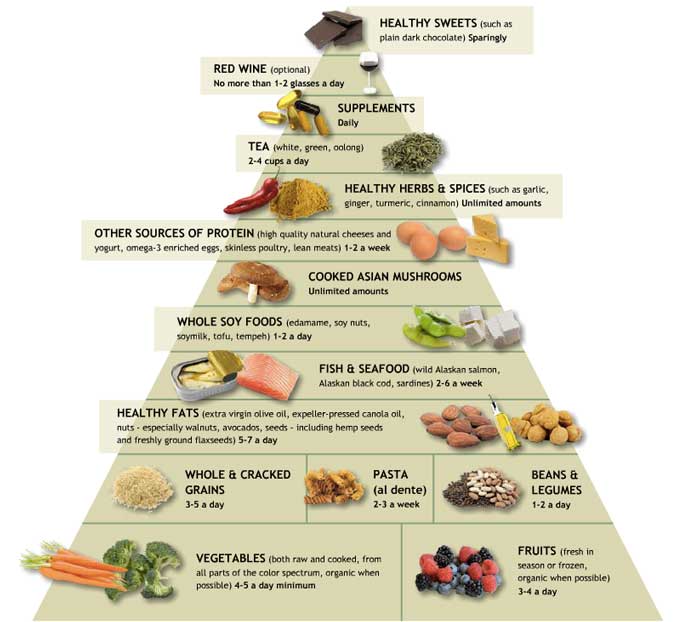 HEALTHY SWEETS (such as
plain dark chocolate) Sparingly
RED WINE (optional)
No more than 1-2 glasses a day
SUPPLEMENTS
Daily
TEA (white, green, oolong)
2-4 cups a day
HEALTHY HERBS & SPICES (such as garlic,
ginger, turmeric, cinnamon) Unlimited amounts
OTHER SOURCES OF PROTEIN (high quality natural cheeses and
yogurt, omega-3 enriched eggs, skinless poultry, lean meats) 1-2 a week
COOKED ASIAN MUSHROOMS
Unlimited amounts
WHOLE SOY FOODS (edamame, soy nuts,
soymilk, tofu, tempeh) 1-2 a day
FISH & SEAFOOD (wild Alaskan salmon,
Alaskan black cod, sardines) 2-6 a week
HEALTHY FATS (extra virgin olive oil, expeller-pressed canola oil,
nuts - especially walnuts, avocados, seeds - including hemp seeds
and freshly ground flaxseeds) 5-7 a day
WHOLE & CRACKED
GRAINS
3-5 a day
PASTA
(al dente)
2-3 a week
BEANS &
LEGUMES
1-2 a day
VEGETABLES (both raw and cooked, from
all parts of the color spectrum, organic when
possible) 4-5 a day minimum
FRUITS (fresh in
season or frozen,
organic when possible)
3-4 a day